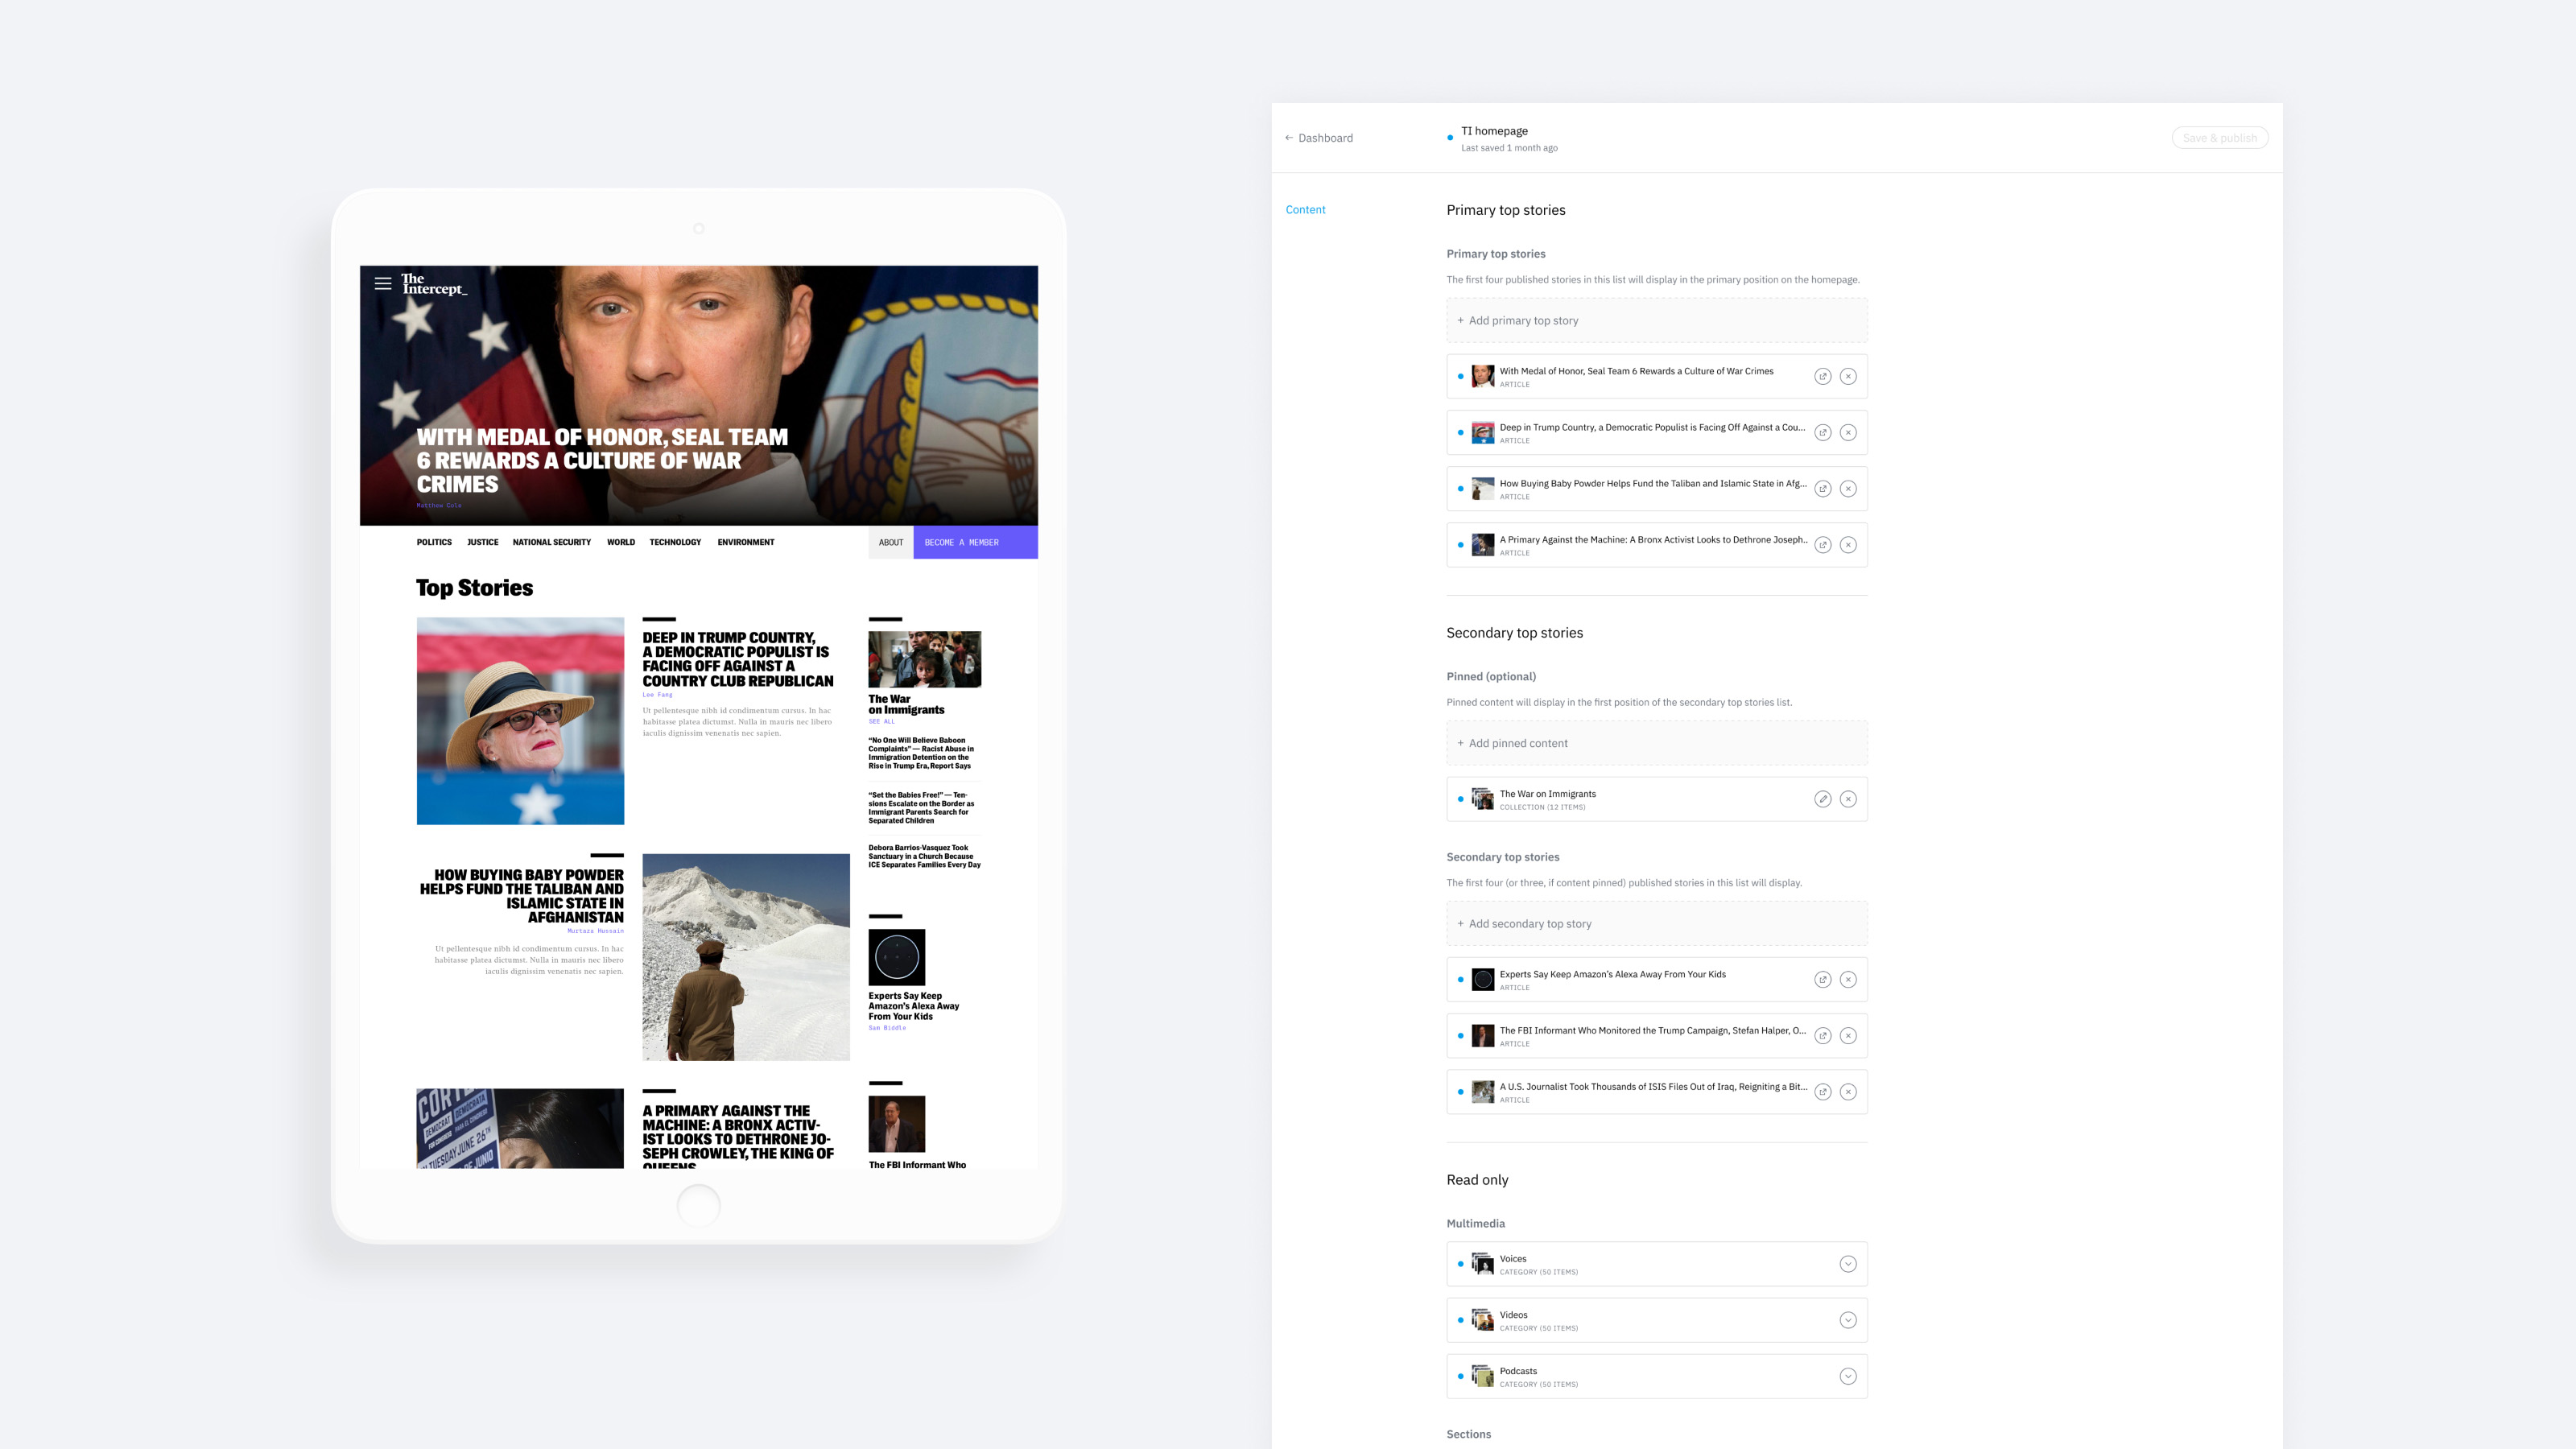 The
Intercept_
WITH MEDAL OF HONOR, SEAL TEAM
6 REWARDS A CULTURE OF WAR
CRIMES
Matthew Cole
POLITICS JUSTICE NATIONAL SECURITY WORLD TECHNOLOGY ENVIRONMENT ABOUT BECOME A MEMBER
Top Stories
DEEP IN TRUMP COUNTRY,
A DEMOCRATIC POPULIST IS
FACING OFF AGAINST A
COUNTRY CLUB REPUBLICAN
Lee Fang
Ut pellentesque nibh id condimentum cursus. In hac
habitasse platea dictumst. Nulla in mauris nec libero
iaculis dignissim venenatis nec sapien.
HOW BUYING BABY POWDER
HELPS FUND THE TALIBAN AND
ISLAMIC STATE IN
AFGHANISTAN
Murtaza Hussain
Ut pellentesque nibh id condimentum cursus. In hac
habitasse platea dictumst. Nulla in mauris nec libero
iaculis dignissim venenatis nec sapien.
DEMOCRATA
TUESDAY JUNE 26TH
DE JUNIO
A PRIMARY AGAINST THE
MACHINE: A BRONX ACTIV-
IST LOOKS TO DETHRONE JO-
SEPH CROWLEY, THE KING OF
QUEENS
The War
on Immigrants
SEE ALL
“No One Will Believe Baboon
Complaints” — Racist Abuse in
Immigration Detention on the
Rise in Trump Era, Report Says
“Set the Babies Free!” — Ten-
sions Escalate on the Border as
Immigrant Parents Search for
Separated Children
Debora Barrios-Vasquez Took
Sanctuary in a Church Because
ICE Separates Families Every Day
Experts Say Keep
Amazon’s Alexa Away
From Your Kids
Sam Biddle
The FBI Informant Who
← Dashboard
TI homepage
Last saved 1 month ago
Save & publish
Content
Primary top stories
Primary top stories
The first four published stories in this list will display in the primary position on the homepage.
+ Add primary top story
With Medal of Honor, Seal Team 6 Rewards a Culture of War Crimes
ARTICLE
Deep in Trump Country, a Democratic Populist is Facing Off Against a Cou...
ARTICLE
How Buying Baby Powder Helps Fund the Taliban and Islamic State in Afg...
ARTICLE
A Primary Against the Machine: A Bronx Activist Looks to Dethrone Joseph..
ARTICLE
Secondary top stories
Pinned (optional)
Pinned content will display in the first position of the secondary top stories list.
+ Add pinned content
The War on Immigrants
COLLECTION (12 ITEMS)
Secondary top stories
The first four (or three, if content pinned) published stories in this list will display.
+ Add secondary top story
Experts Say Keep Amazon’s Alexa Away From Your Kids
ARTICLE
The FBI Informant Who Monitored the Trump Campaign, Stefan Halper, O...
ARTICLE
A U.S. Journalist Took Thousands of ISIS Files Out of Iraq, Reigniting a Bit...
ARTICLE
Read only
Multimedia
Voices
CATEGORY (50 ITEMS)
Videos
CATEGORY (50 ITEMS)
Podcasts
CATEGORY (50 ITEMS)
Sections